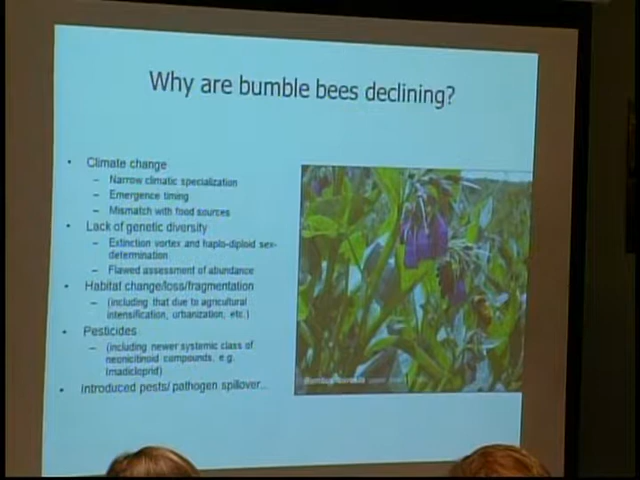 Why are bumble bees declining?
• Climate change
– Narrow climatic specialization
– Emergence timing
– Mismatch with food sources
• Lack of genetic diversity
– Extinction vortex and haplo-diploid sex-
determination
– Flawed assessment of abundance
• Habitat change/loss/fragmentation
– (including that due to agricultural
intensification, urbanization, etc.)
• Pesticides
– (including newer systemic class of
neonicitinoid compounds, e.g.
Imadicleprid)
• Introduced pests/ pathogen spillover...